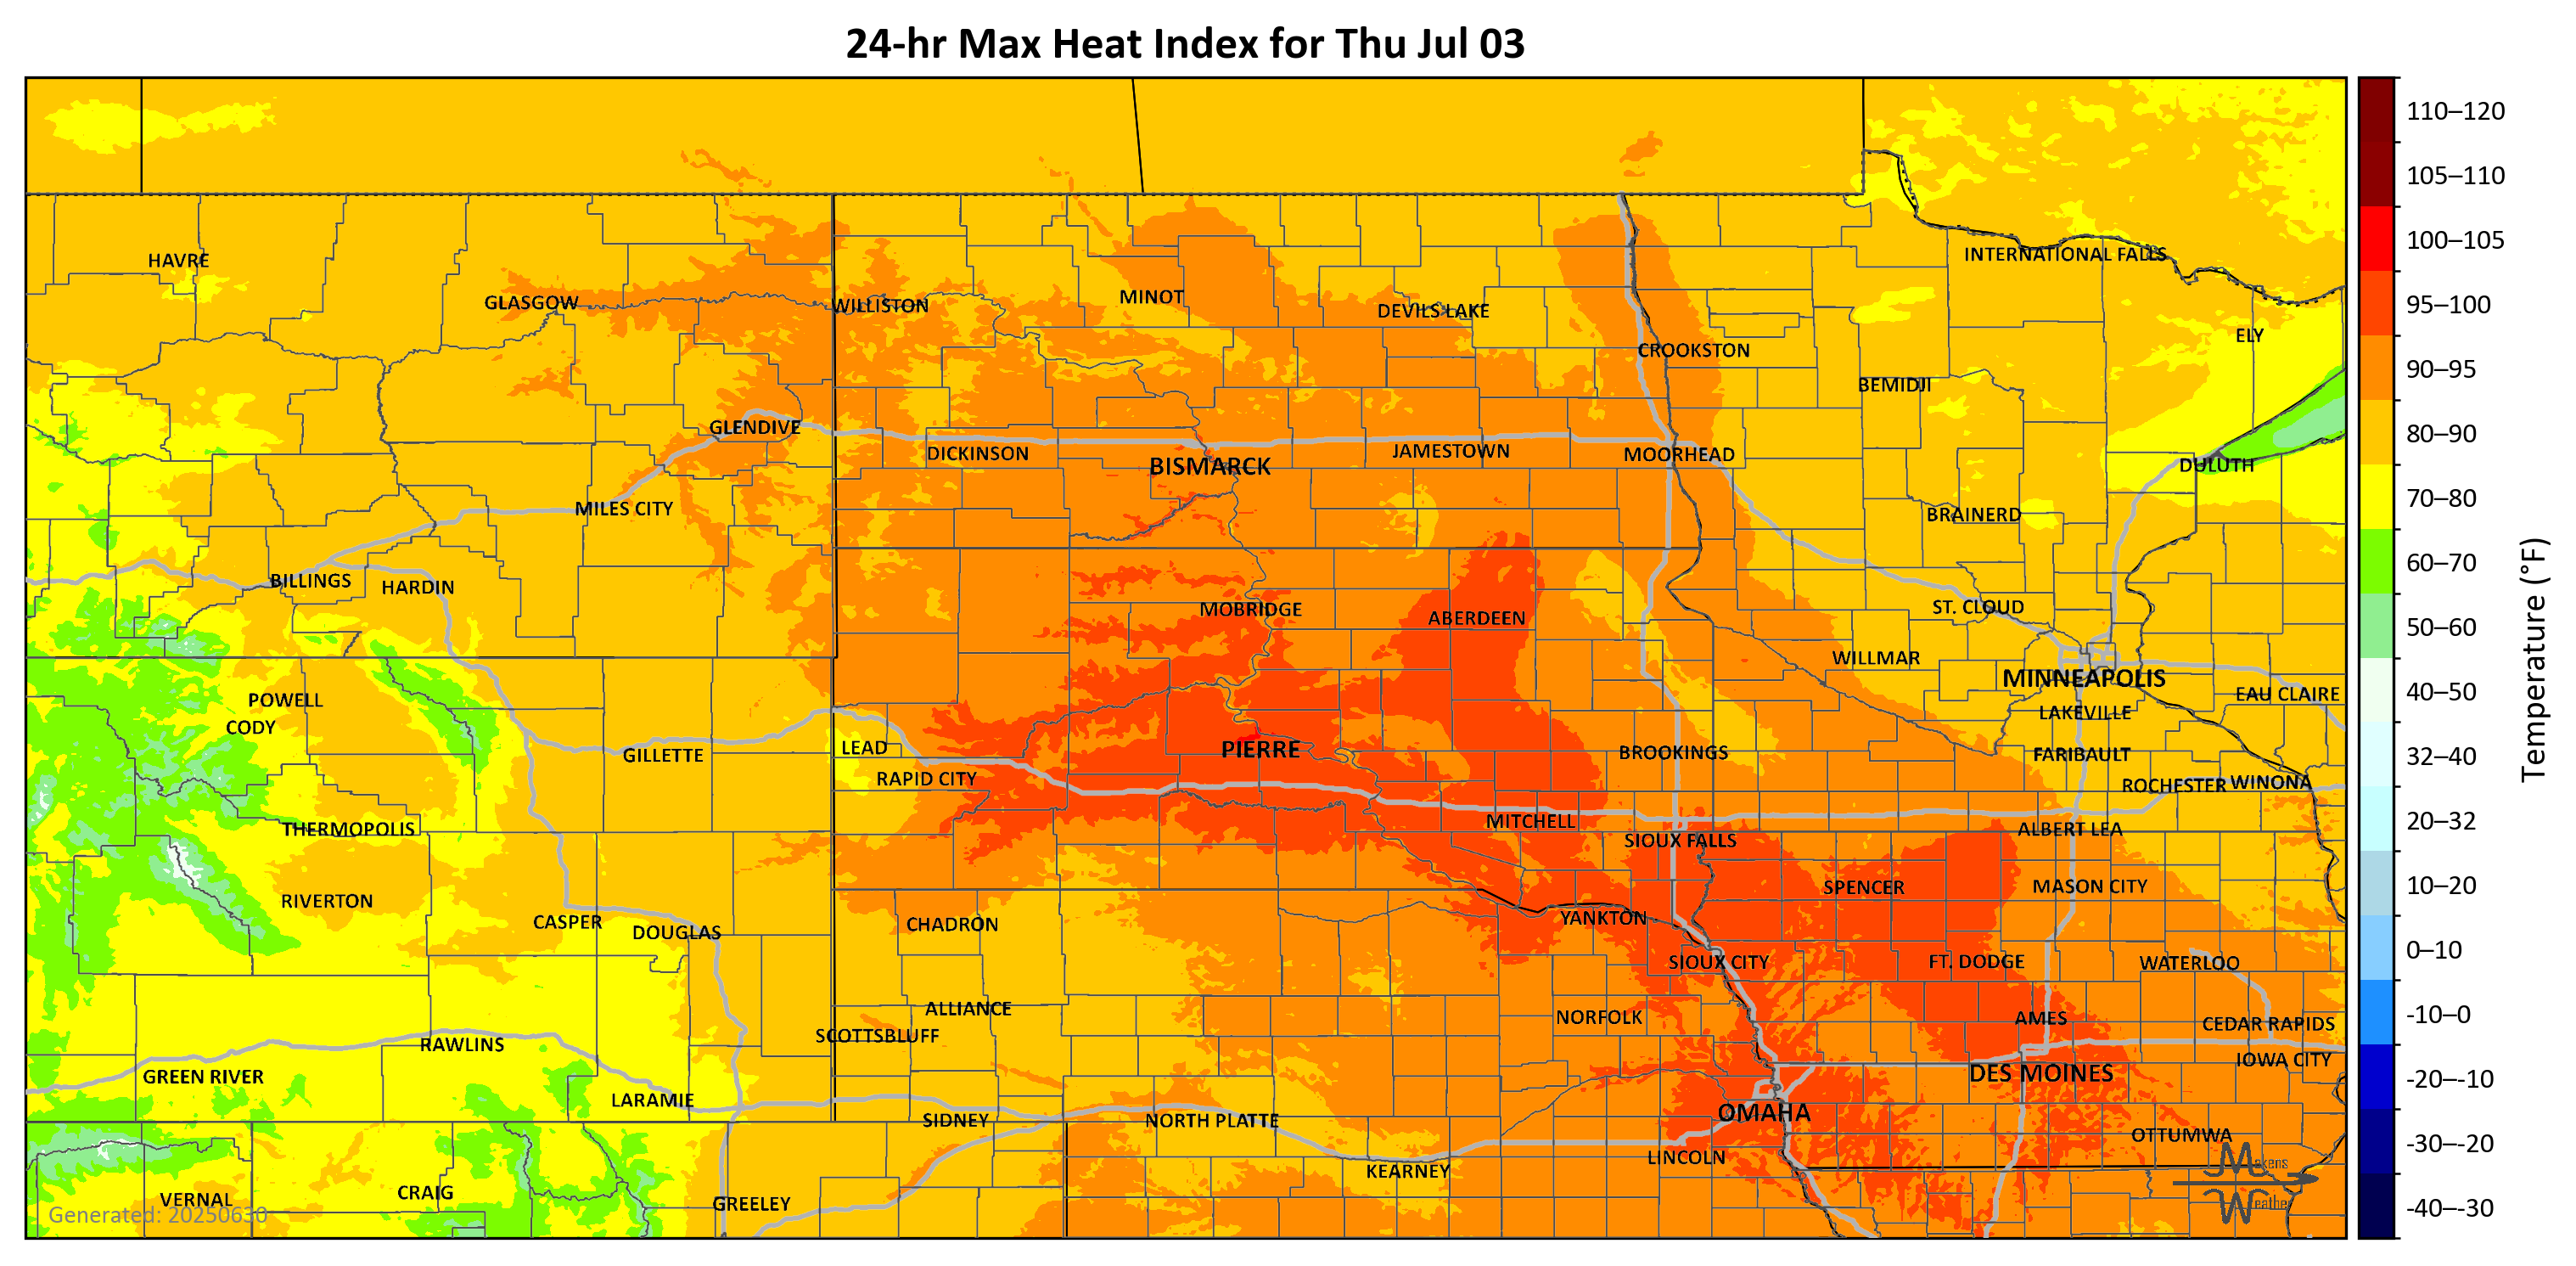 24-hr Max Heat Index for Thu Jul 03
110–120
105–110
100–105
95–100
90–95
80–90
70–80
60–70
50–60
40–50
32–40
20–32
10–20
0–10
-10–0
-20–-10
-30–-20
-40–-30
Temperature (°F)
HAVRE
INTERNATIONAL FALLS
GLASGOW
WILLISTON
MINOT
DEVILS LAKE
ELY
CROOKSTON
BEMIDJI
GLENDIVE
DICKINSON
BISMARCK
JAMESTOWN
MOORHEAD
DULUTH
MILES CITY
BRAINERD
BILLINGS
HARDIN
MOBRIDGE
ABERDEEN
ST. CLOUD
WILLMAR
MINNEAPOLIS
EAU CLAIRE
POWELL
CODY
LAKEVILLE
GILLETTE
LEAD
PIERRE
BROOKINGS
FARIBAULT
RAPID CITY
ROCHESTER
WINONA
THERMOPOLIS
MITCHELL
SIOUX FALLS
ALBERT LEA
RIVERTON
SPENCER
MASON CITY
CASPER
DOUGLAS
CHADRON
YANKTON
SIOUX CITY
FT. DODGE
WATERLOO
ALLIANCE
NORFOLK
AMES
CEDAR RAPIDS
SCOTTSBLUFF
RAWLINS
IOWA CITY
GREEN RIVER
DES MOINES
LARAMIE
SIDNEY
NORTH PLATTE
OMAHA
OTTUMWA
LINCOLN
KEARNEY
VERNAL
CRAIG
GREELEY
Makens
Weather
Generated: 20250630